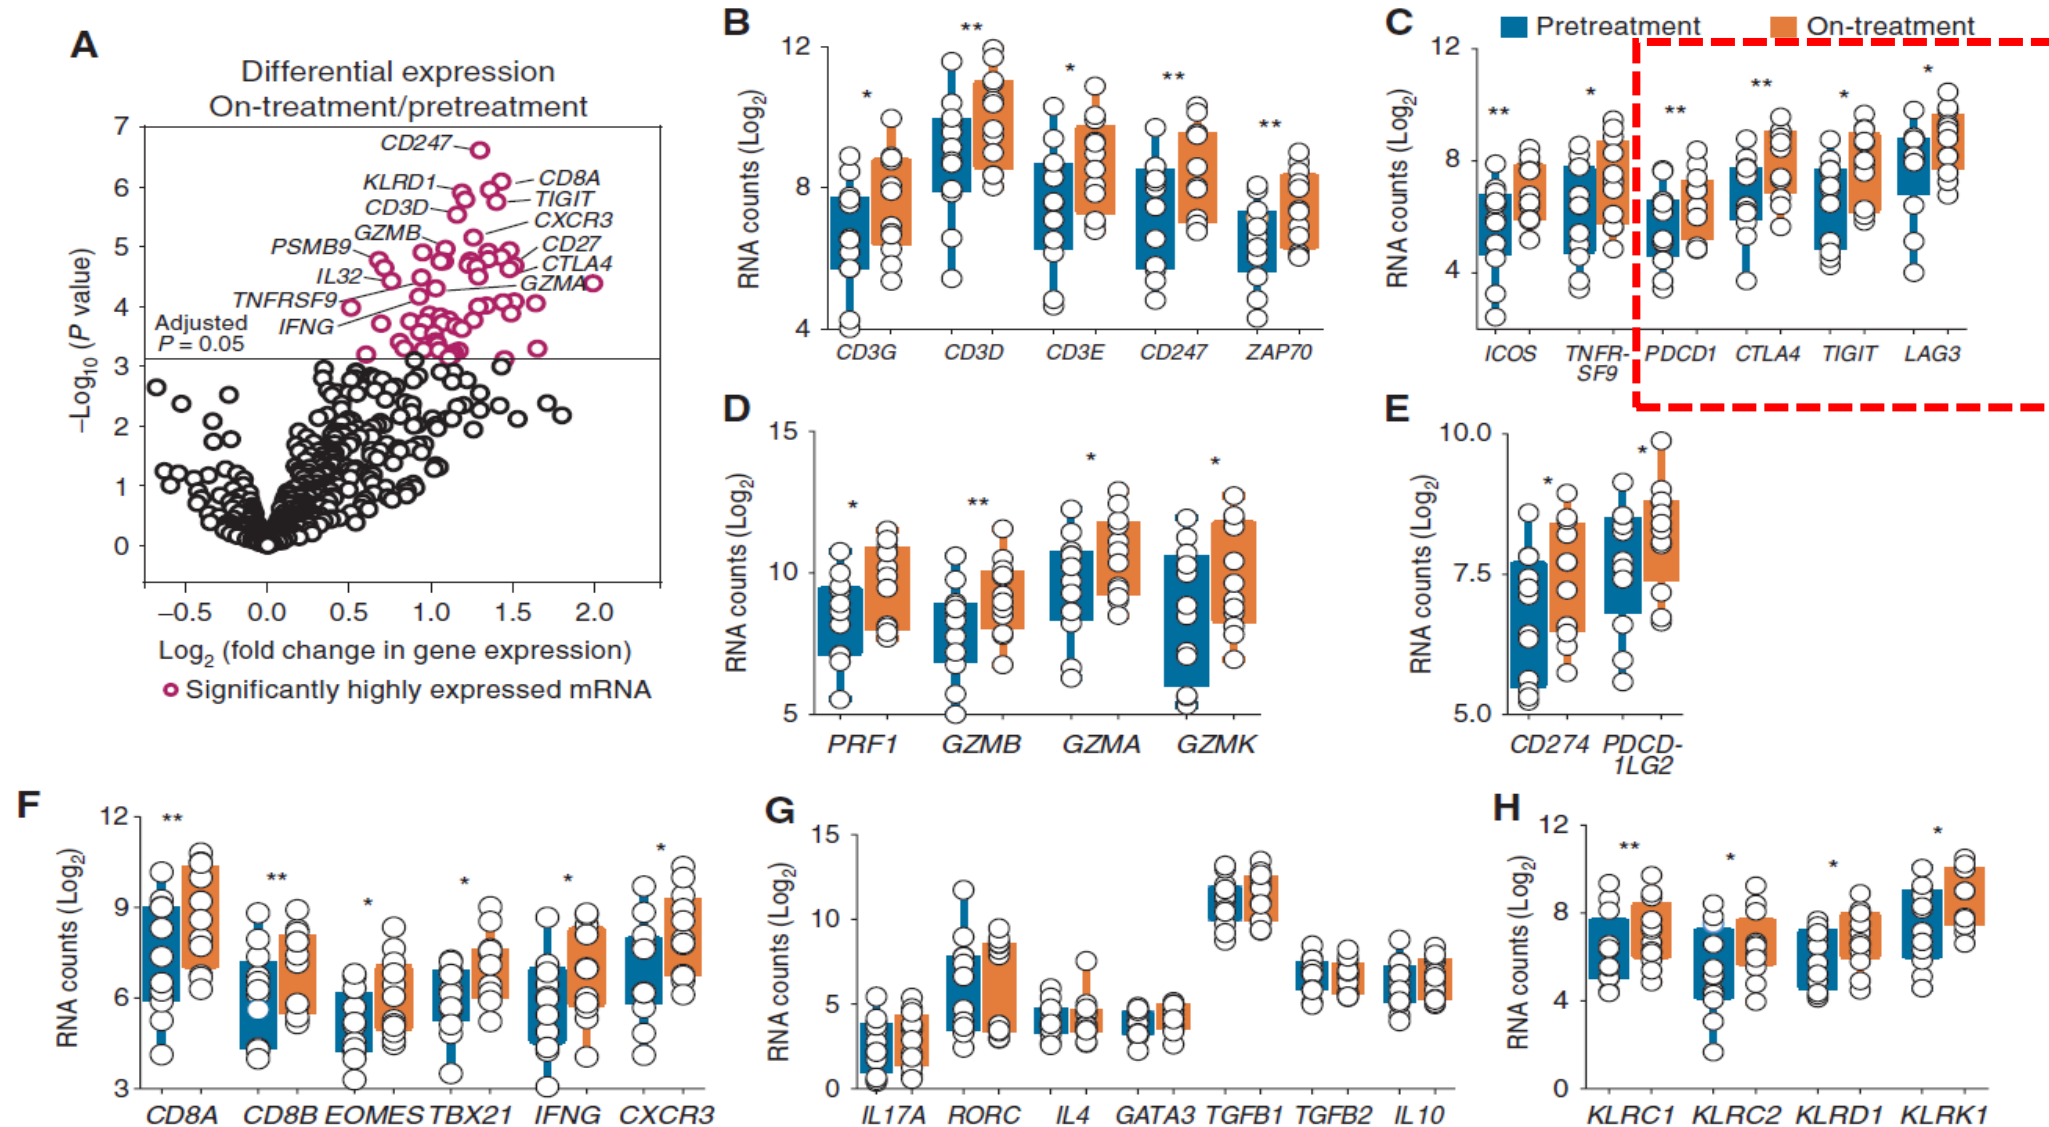 A
Differential expression
On-treatment/pretreatment
7
6
5
4
3
2
1
0
–Log10 (P value)
CD247
KLRD1
CD8A
TIGIT
CD3D
CXCR3
GZMB
PSMB9
CD27
IL32
CTLA4
GZMA
TNFRSF9
IFNG
Adjusted
P = 0.05
–0.5 0.0 0.5 1.0 1.5 2.0
Log2 (fold change in gene expression)
Significantly highly expressed mRNA
B
12
8
4
RNA counts (Log2)
* ** * ** **
CD3G CD3D CD3E CD247 ZAP70
C
Pretreatment On-treatment
12
8
4
RNA counts (Log2)
** * ** ** * *
ICOS TNFR- PDCD1 CTLA4 TIGIT LAG3
SF9
D
15
10
5
RNA counts (Log2)
* ** * *
PRF1 GZMB GZMA GZMK
E
10.0
7.5
5.0
RNA counts (Log2)
* *
CD274 PDCD-
1LG2
F
12
9
6
3
RNA counts (Log2)
** ** * * * *
CD8A CD8B EOMES TBX21 IFNG CXCR3
G
15
10
5
0
RNA counts (Log2)
IL17A RORC IL4 GATA3 TGFB1 TGFB2 IL10
H
12
8
4
0
RNA counts (Log2)
** * * *
KLRC1 KLRC2 KLRD1 KLRK1